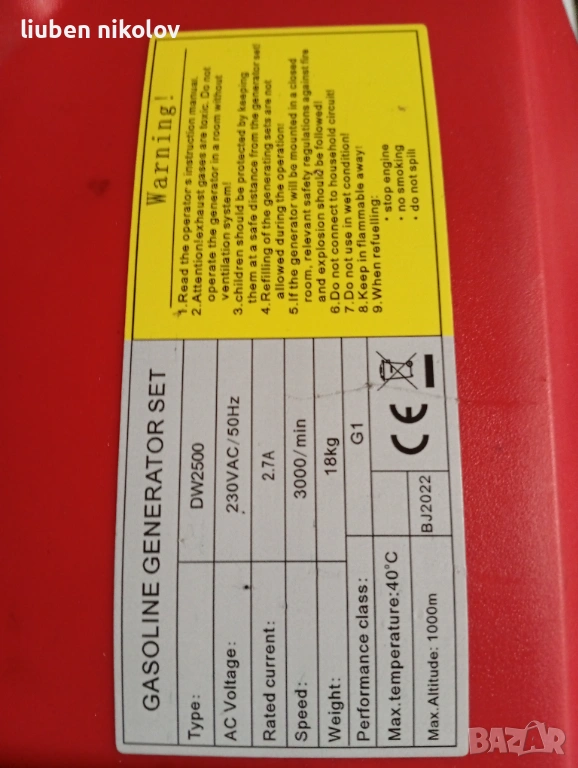 liuben nikolov
Warning!
1.Read the operator's instruction manual.
2.Attention!exhaust gases are toxic. Do not
operate the generator in a room without
ventilation system!
3.children should be protected by keeping
them at a safe distance from the generator set!
4.Refilling of the generating sets are not
allowed during the operation!
5.If the generator will be mounted in a closed
room, relevant safety regulations against fire
and explosion should be followed!
6.Do not connect to household circuit!
7.Do not use in wet condition!
8.Keep in flammable away!
9.When refuelling:
· stop engine
· no smoking
· do not spill
GASOLINE GENERATOR SET
Type: DW2500
AC Voltage: 230VAC/50Hz
Rated current: 2.7A
Speed: 3000/min
Weight: 18kg
Performance class: G1
Max.temperature:40°C
Max.Altitude: 1000m
BJ2022
CE
BAZAR